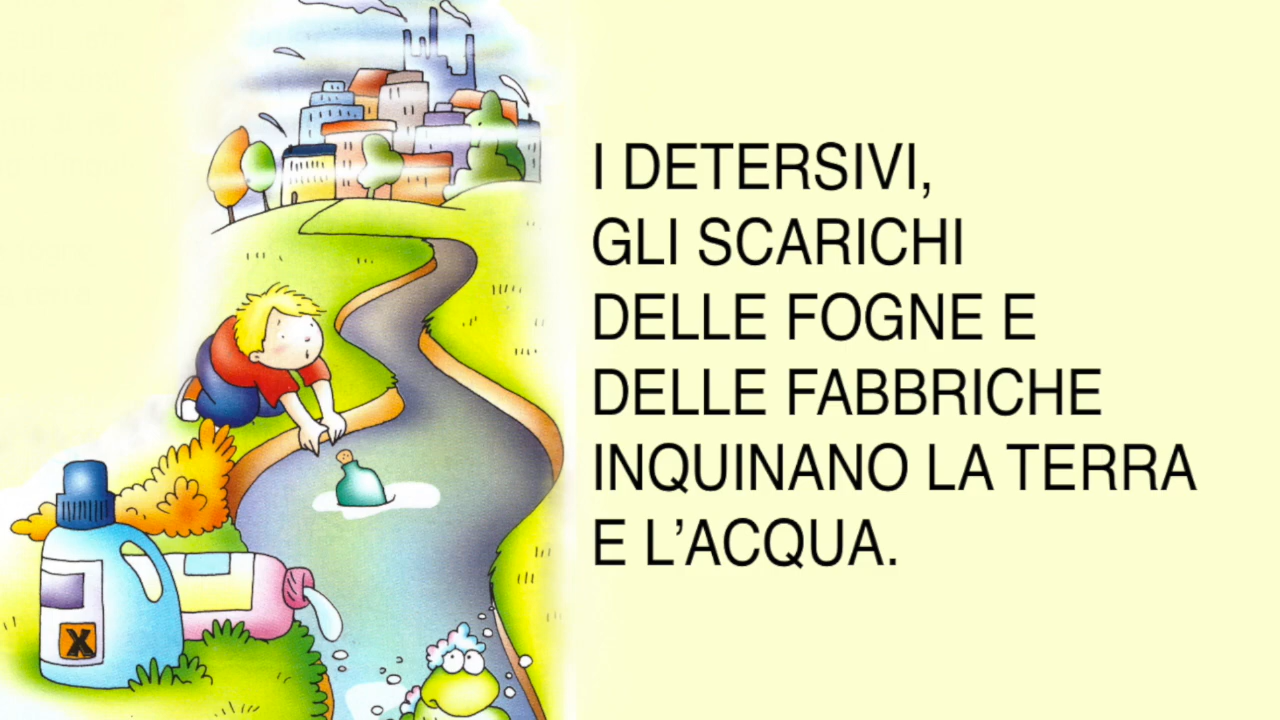 I DETERSIVI,
GLI SCARICHI
DELLE FOGNE E
DELLE FABBRICHE
INQUINANO LA TERRA
E L’ACQUA.
X